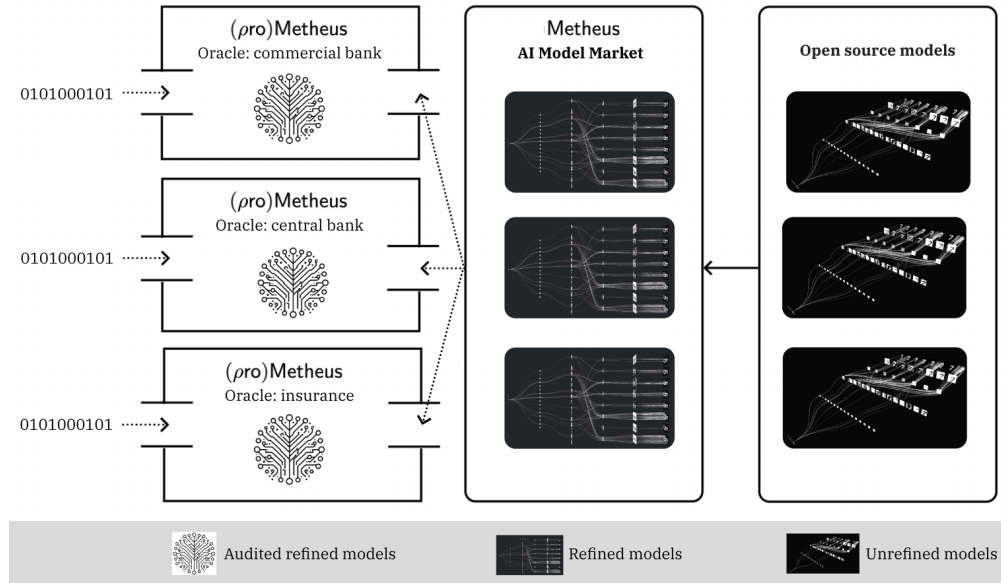 (ρro)Metheus
Oracle: commercial bank
0101000101
(ρro)Metheus
Oracle: central bank
0101000101
(ρro)Metheus
Oracle: insurance
0101000101
Metheus
AI Model Market
Open source models
Audited refined models
Refined models
Unrefined models